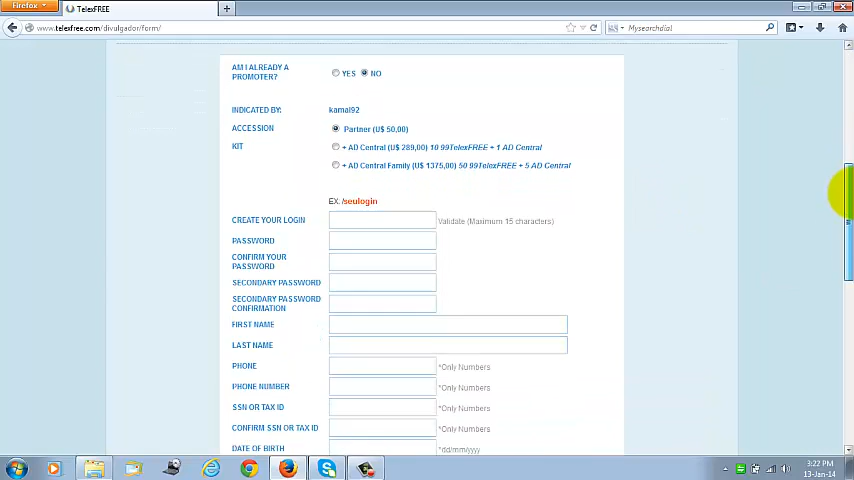 Firefox
TelexFREE
www.telexfree.com/divulgador/form/
Mysearchdial
AM I ALREADY A
PROMOTER?
YES
NO
INDICATED BY:
kamal92
ACCESSION
Partner (U$ 50,00)
KIT
+ AD Central (U$ 289,00) 10 99TelexFREE + 1 AD Central
+ AD Central Family (U$ 1375,00) 50 99TelexFREE + 5 AD Central
EX: /seulogin
CREATE YOUR LOGIN
Validate (Maximum 15 characters)
PASSWORD
CONFIRM YOUR
PASSWORD
SECONDARY PASSWORD
SECONDARY PASSWORD
CONFIRMATION
FIRST NAME
LAST NAME
PHONE
*Only Numbers
PHONE NUMBER
*Only Numbers
SSN OR TAX ID
*Only Numbers
CONFIRM SSN OR TAX ID
*Only Numbers
DATE OF BIRTH
*dd/mm/yyyy
3:22 PM
13-Jan-14